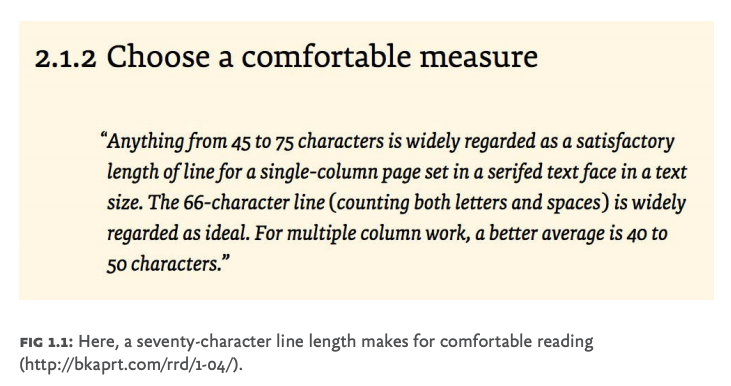 2.1.2 Choose a comfortable measure
“Anything from 45 to 75 characters is widely regarded as a satisfactory
length of line for a single-column page set in a serifed text face in a text
size. The 66-character line (counting both letters and spaces) is widely
regarded as ideal. For multiple column work, a better average is 40 to
50 characters.”
FIG 1.1: Here, a seventy-character line length makes for comfortable reading
(http://bkaprt.com/rrd/1-04/).